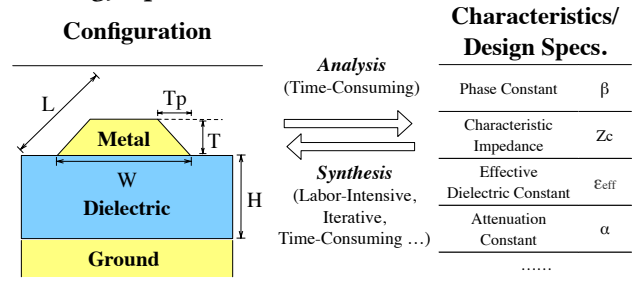 Configuration
L
Tp
Metal
T
W
Dielectric
H
Ground
Analysis
(Time-Consuming)
Synthesis
(Labor-Intensive,
Iterative,
Time-Consuming ...)
Characteristics/
Design Specs.
Phase Constant β
Characteristic
Impedance Zc
Effective
Dielectric Constant εeff
Attenuation
Constant α
......